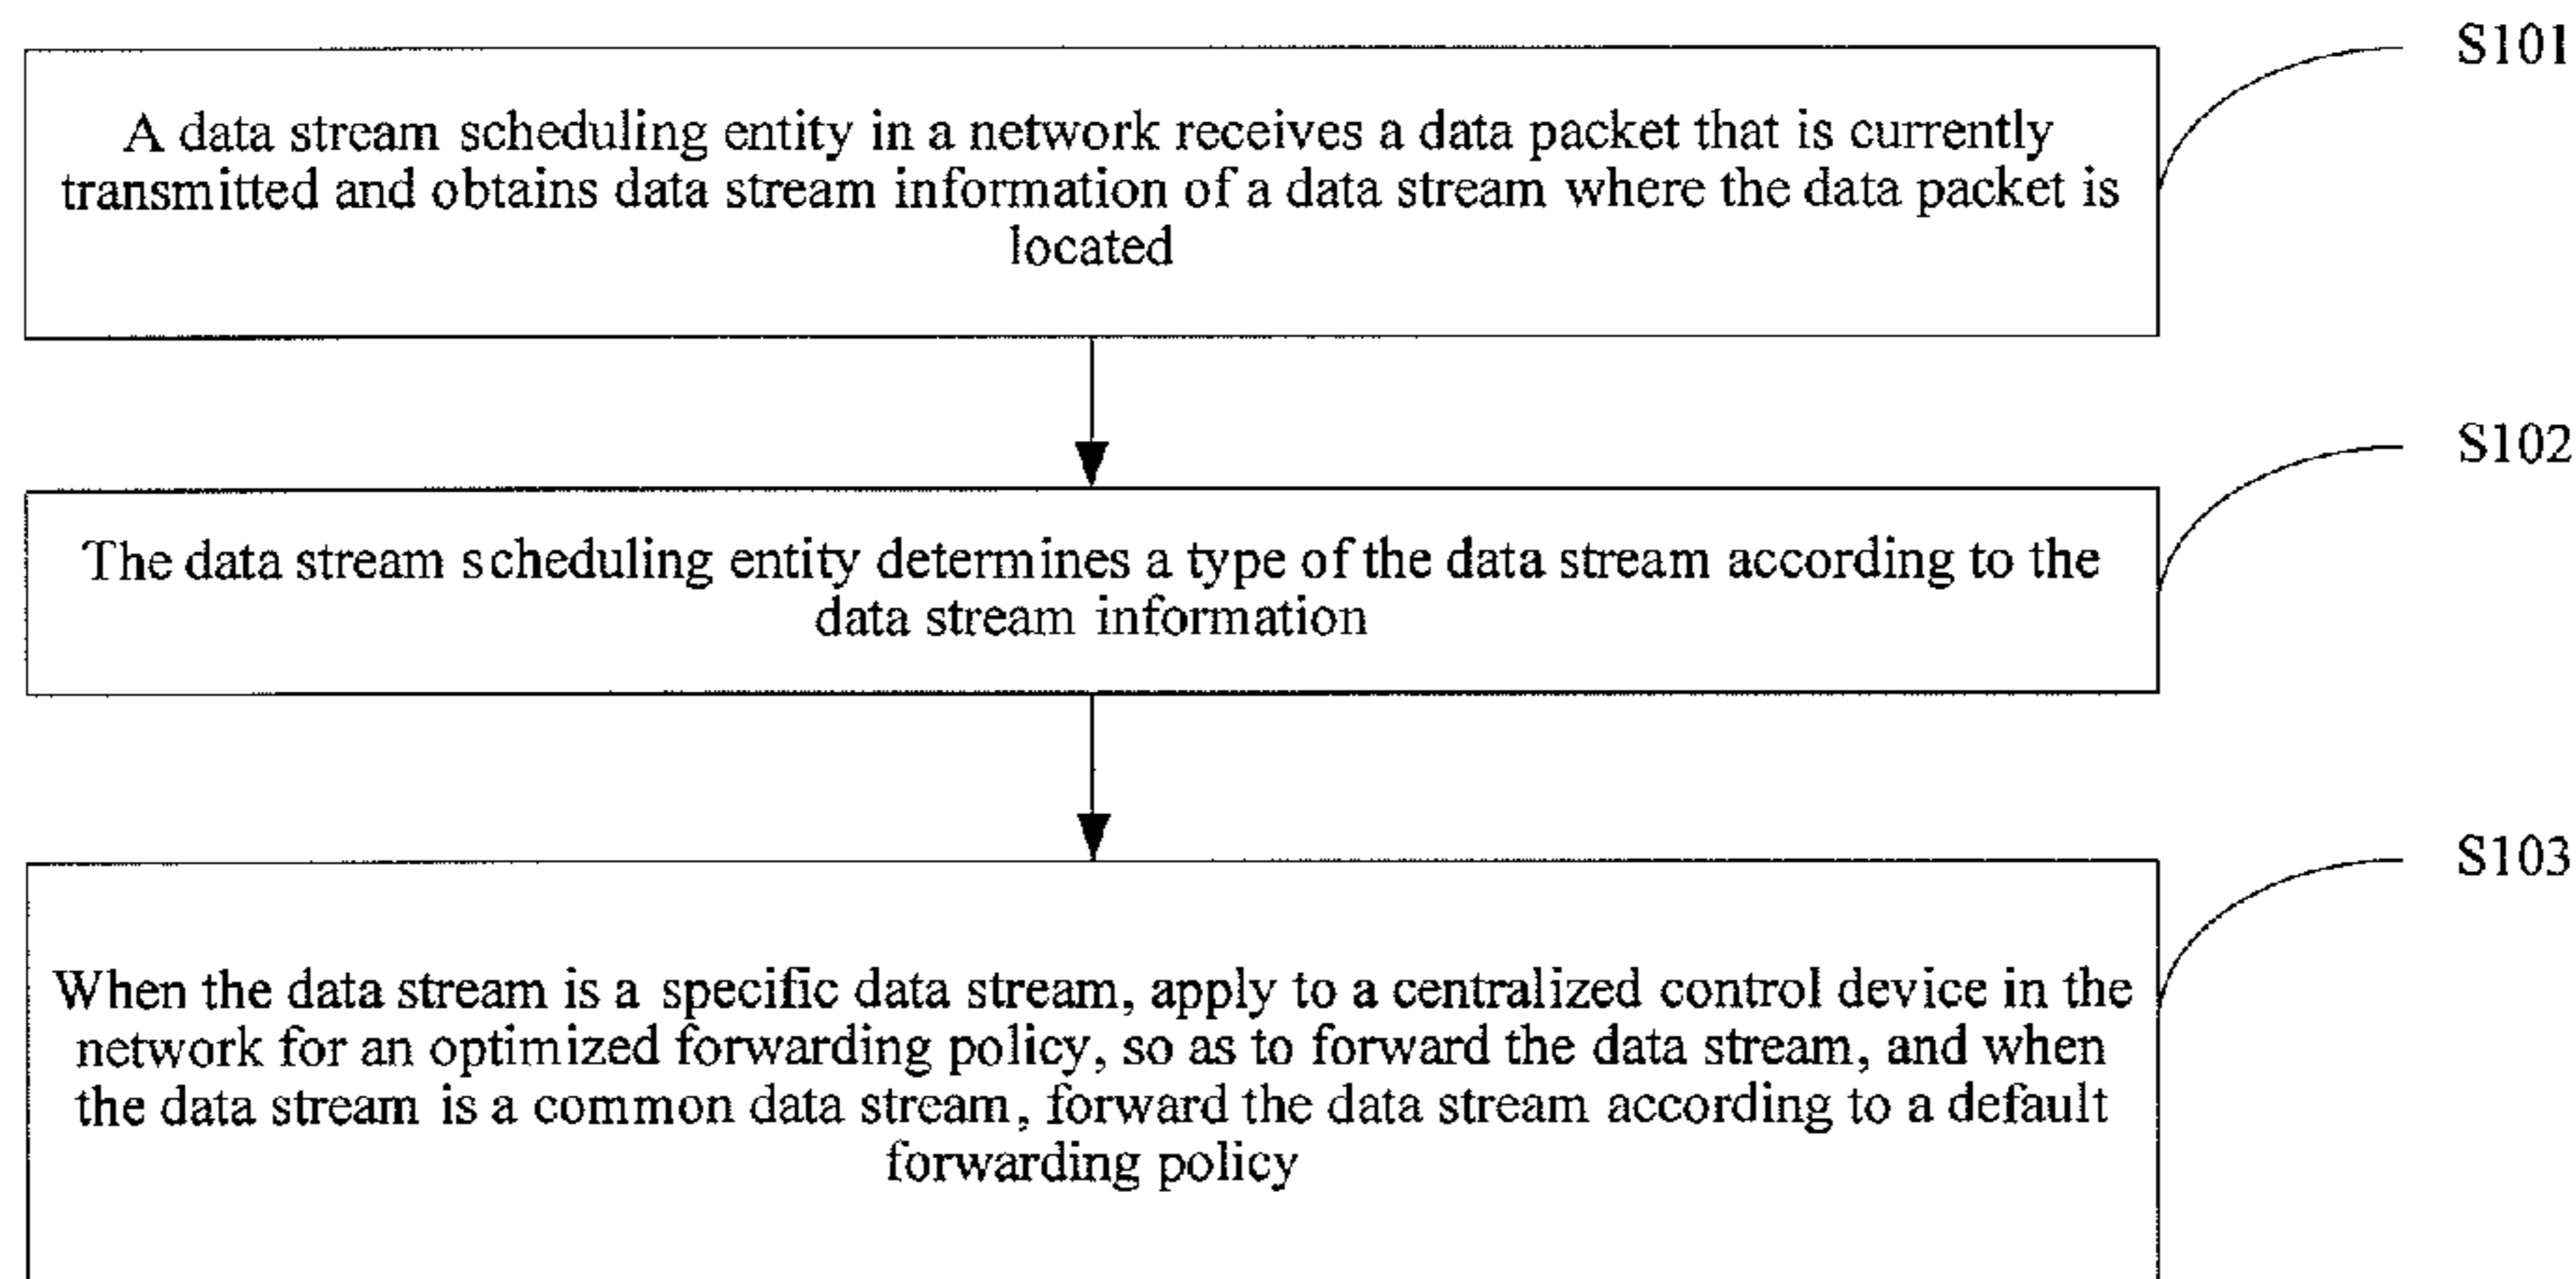 S101
A data stream scheduling entity in a network receives a data packet that is currently
transmitted and obtains data stream information of a data stream where the data packet is
located
S102
The data stream scheduling entity determines a type of the data stream according to the
data stream information
S103
When the data stream is a specific data stream, apply to a centralized control device in the
network for an optimized forwarding policy, so as to forward the data stream, and when
the data stream is a common data stream, forward the data stream according to a default
forwarding policy